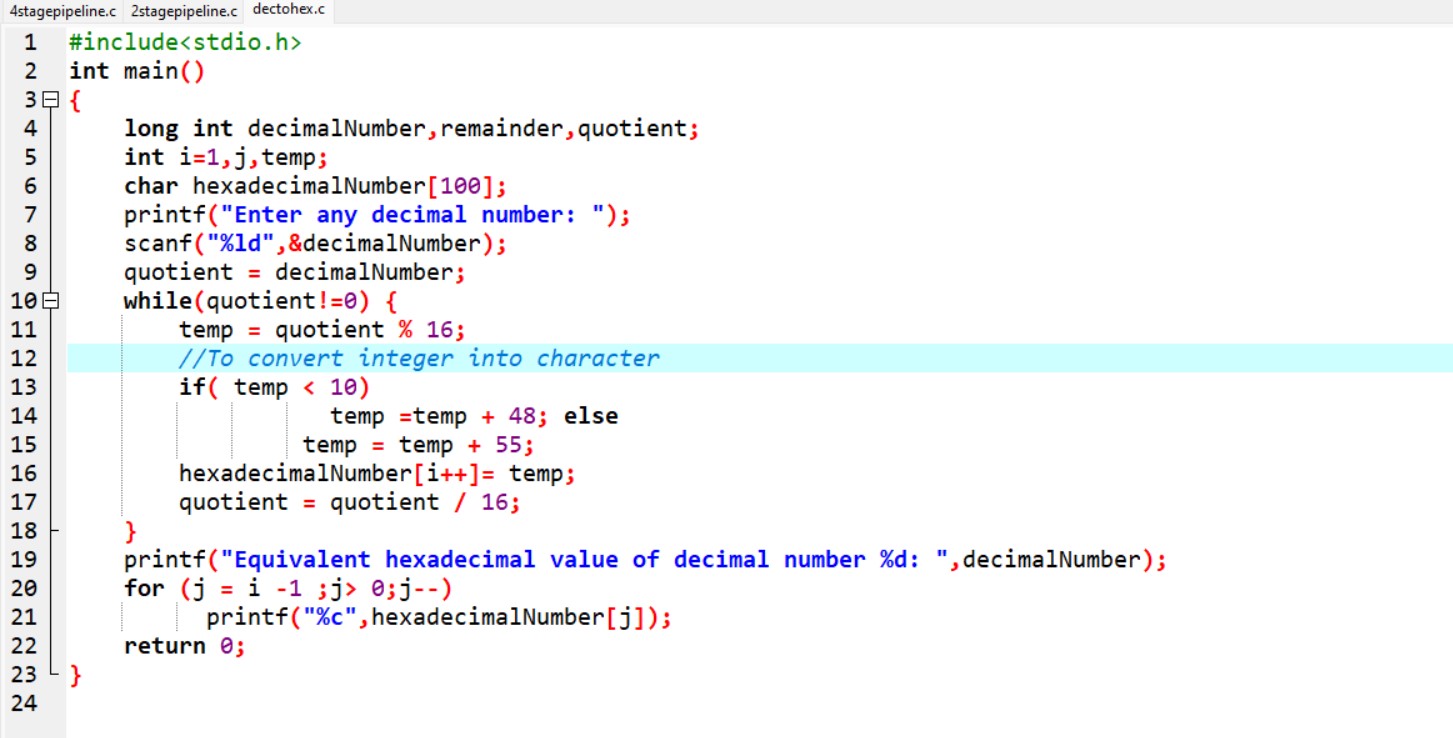 4stagepipeline.c 2stagepipeline.c dectohex.c
1 #include<stdio.h>
2 int main()
3 {
4 long int decimalNumber,remainder,quotient;
5 int i=1,j,temp;
6 char hexadecimalNumber[100];
7 printf("Enter any decimal number: ");
8 scanf("%ld",&decimalNumber);
9 quotient = decimalNumber;
10 while(quotient!=0) {
11 temp = quotient % 16;
12 //To convert integer into character
13 if( temp < 10)
14 temp =temp + 48; else
15 temp = temp + 55;
16 hexadecimalNumber[i++]= temp;
17 quotient = quotient / 16;
18 }
19 printf("Equivalent hexadecimal value of decimal number %d: ",decimalNumber);
20 for (j = i -1 ;j> 0;j--)
21 printf("%c",hexadecimalNumber[j]);
22 return 0;
23 }
24